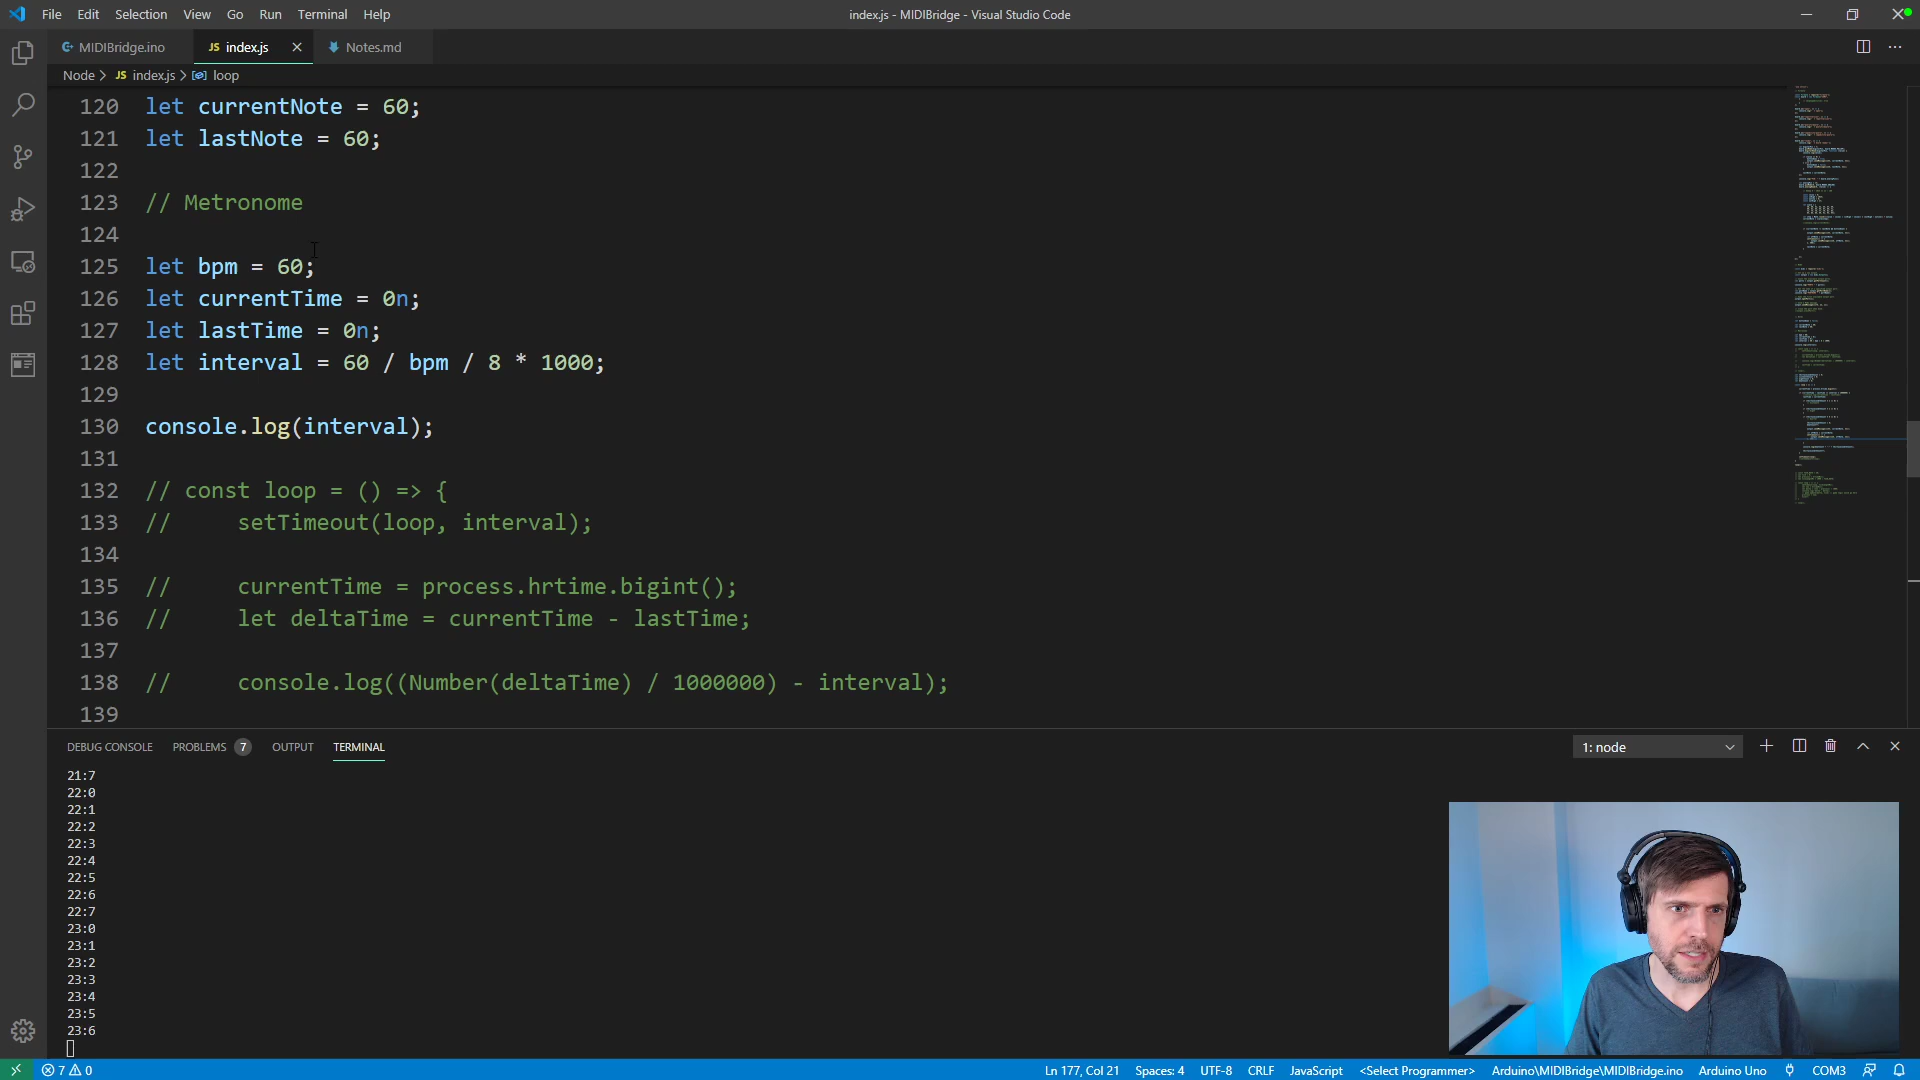 File Edit Selection View Go Run Terminal Help
index.js - MIDIBridge - Visual Studio Code
MIDIBridge.ino JS index.js Notes.md
Node > JS index.js > loop
120 let currentNote = 60;
121 let lastNote = 60;
122
123 // Metronome
124
125 let bpm = 60;
126 let currentTime = 0n;
127 let lastTime = 0n;
128 let interval = 60 / bpm / 8 * 1000;
129
130 console.log(interval);
131
132 // const loop = () => {
133 //     setTimeout(loop, interval);
134
135 //     currentTime = process.hrtime.bigint();
136 //     let deltaTime = currentTime - lastTime;
137
138 //     console.log((Number(deltaTime) / 1000000) - interval);
139
DEBUG CONSOLE PROBLEMS 7 OUTPUT TERMINAL
1: node
21:7
22:0
22:1
22:2
22:3
22:4
22:5
22:6
22:7
23:0
23:1
23:2
23:3
23:4
23:5
23:6
7 0
Ln 177, Col 21 Spaces: 4 UTF-8 CRLF JavaScript <Select Programmer> Arduino\MIDIBridge\MIDIBridge.ino Arduino Uno COM3